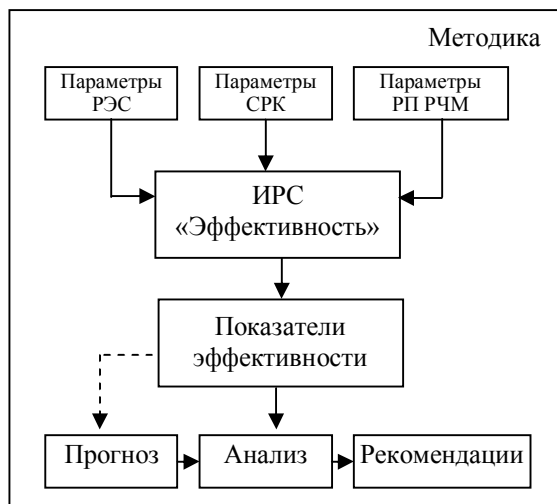 Методика
Параметры
РЭС
Параметры
СРК
Параметры
РП РЧМ
ИРС
«Эффективность»
Показатели
эффективности
Прогноз
Анализ
Рекомендации